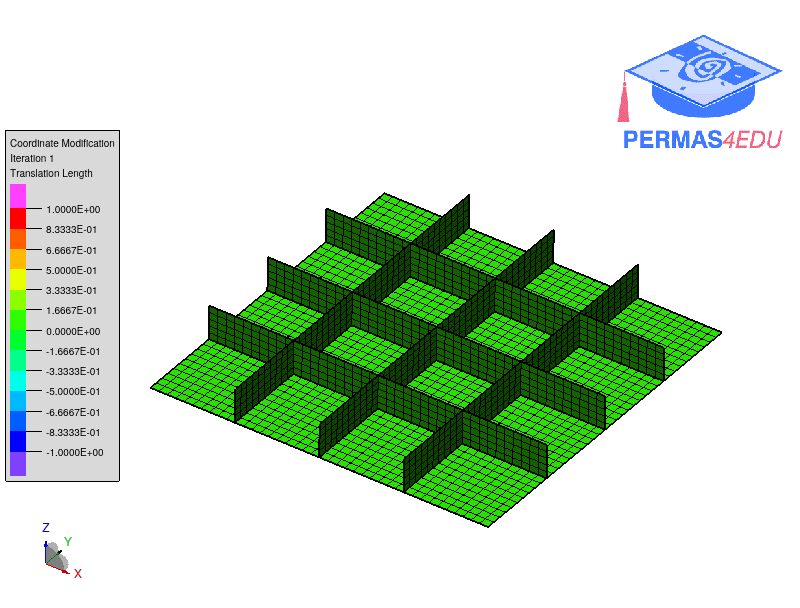 PERMAS4EDU
Coordinate Modification
Iteration 1
Translation Length
1.0000E+00
8.3333E-01
6.6667E-01
5.0000E-01
3.3333E-01
1.6667E-01
0.0000E+00
-1.6667E-01
-3.3333E-01
-5.0000E-01
-6.6667E-01
-8.3333E-01
-1.0000E+00
Z
Y
X